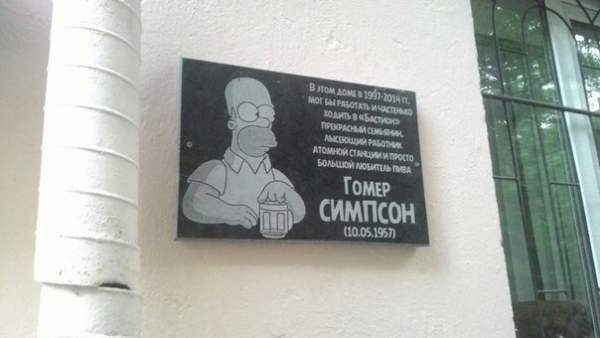 В этом доме в 1997-2014 гг.
мог бы работать и частенько
ходить в «Бастион»
прекрасный семьянин,
лысеющий работник
атомной станции и просто
большой любитель пива
Гомер
СИМПСОН
(10.05.1957)